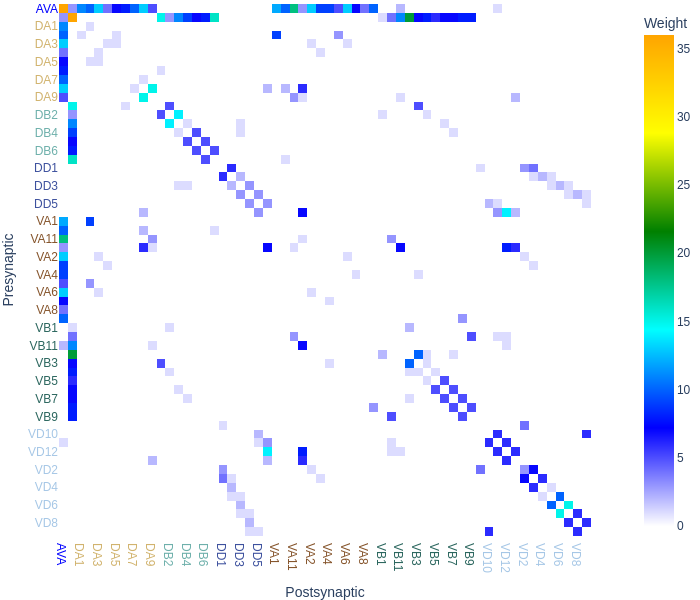 Weight
AVA
DA1
DA3
DA5
DA7
DA9
DB2
DB4
DB6
DD1
DD3
DD5
VA1
VA11
VA2
VA4
VA6
VA8
VB1
VB11
VB3
VB5
VB7
VB9
VD10
VD12
VD2
VD4
VD6
VD8
Presynaptic
35
30
25
20
15
10
5
0
AVA
DA1
DA3
DA5
DA7
DA9
DB2
DB4
DB6
DD1
DD3
DD5
VA1
VA11
VA2
VA4
VA6
VA8
VB1
VB11
VB3
VB5
VB7
VB9
VD10
VD12
VD2
VD4
VD6
VD8
Postsynaptic